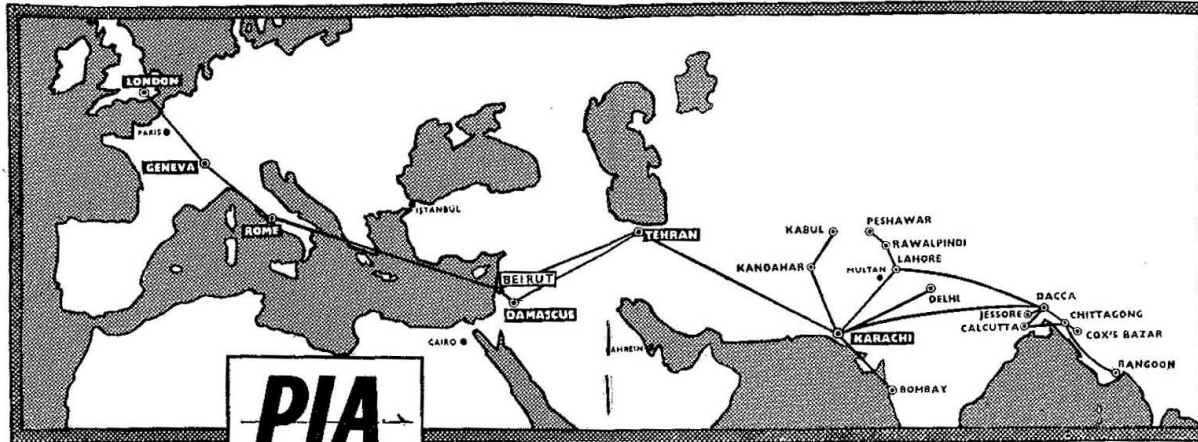 LONDON
PARIS
GENEVA
ROME
ISTANBUL
BEIRUT
DAMASCUS
CAIRO
TEHRAN
KABUL
PESHAWAR
RAWALPINDI
KANDAHAR
MULTAN
LAHORE
DELHI
DACCA
JESSORE
CHITTAGONG
CALCUTTA
COX'S BAZAR
KARACHI
BAHREIN
RANGOON
BOMBAY
PIA